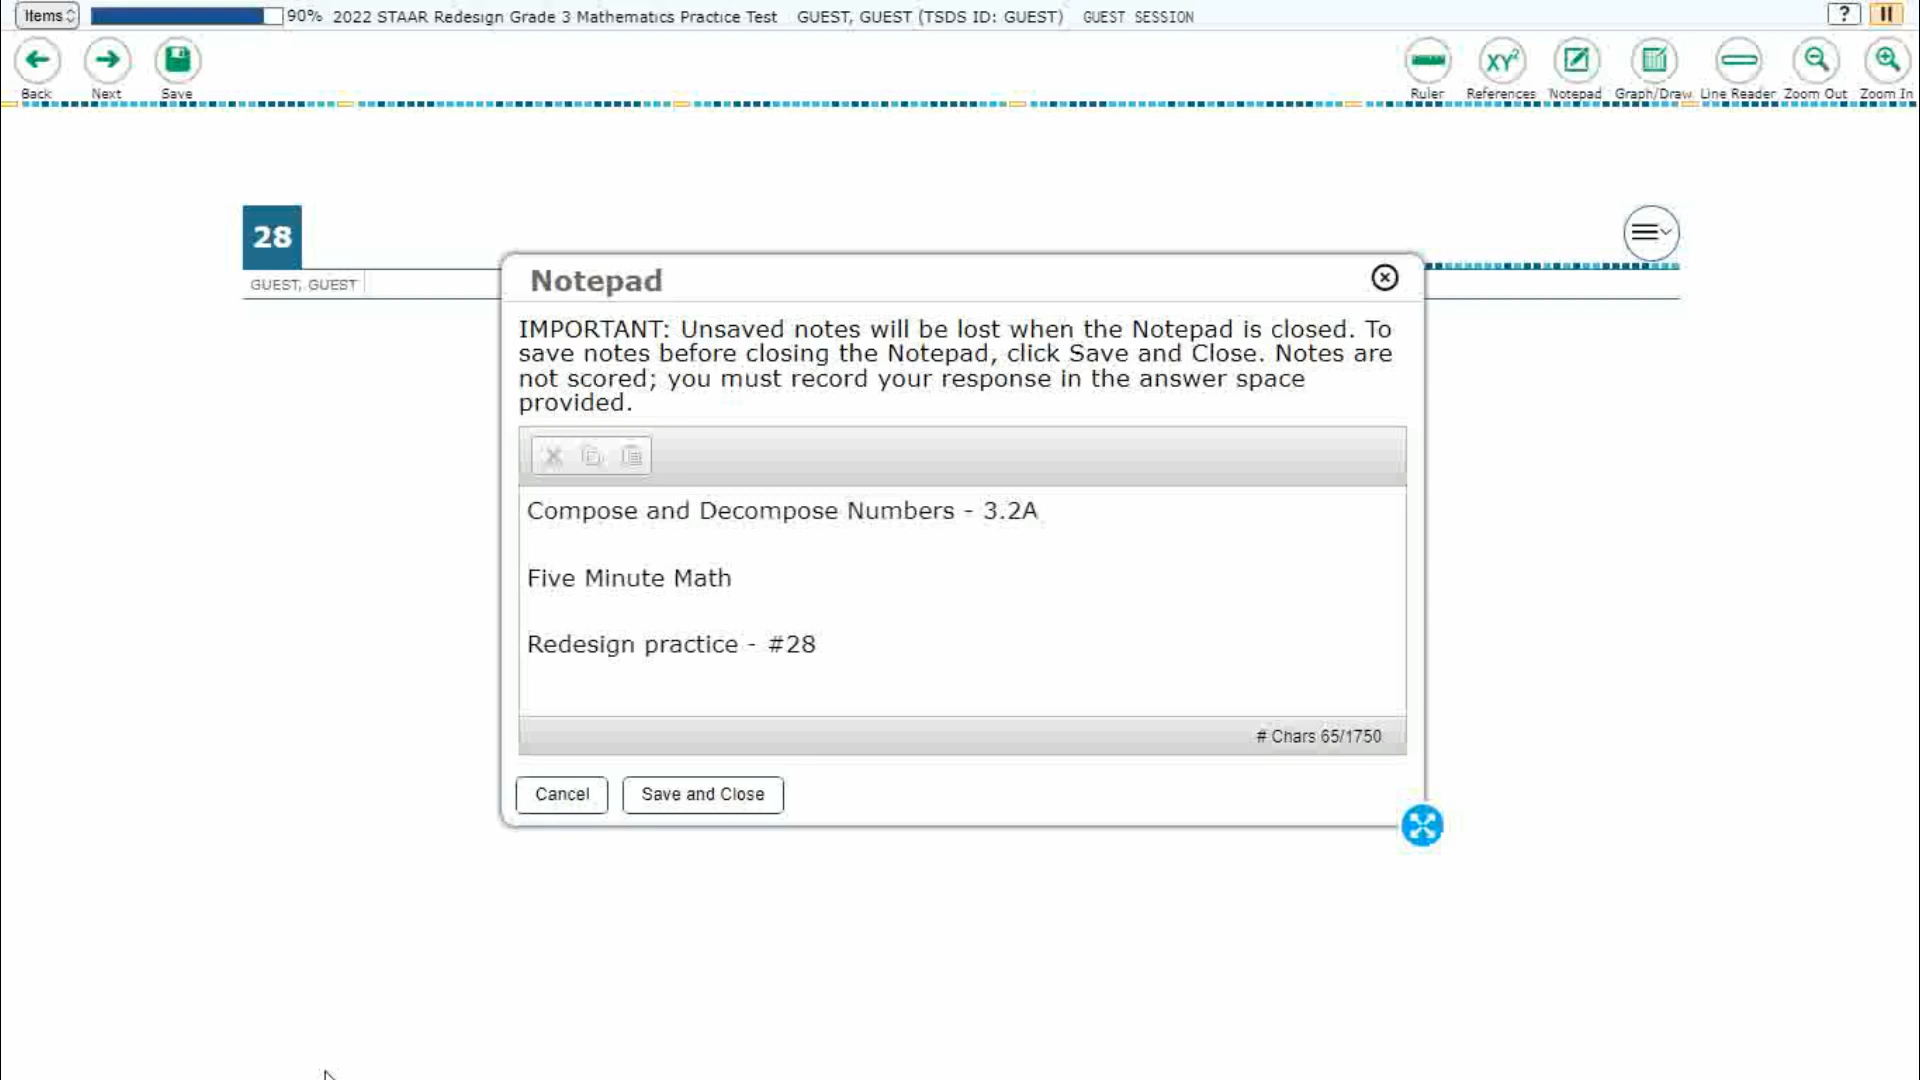 Items 90% 2022 STAAR Redesign Grade 3 Mathematics Practice Test GUEST, GUEST (TSDS ID: GUEST) GUEST SESSION ?
XY²
Back Next Save Ruler References Notepad Graph/Draw Line Reader Zoom Out Zoom In
28
GUEST, GUEST
Notepad
IMPORTANT: Unsaved notes will be lost when the Notepad is closed. To
save notes before closing the Notepad, click Save and Close. Notes are
not scored; you must record your response in the answer space
provided.
Compose and Decompose Numbers - 3.2A
Five Minute Math
Redesign practice - #28
# Chars 65/1750
Cancel Save and Close